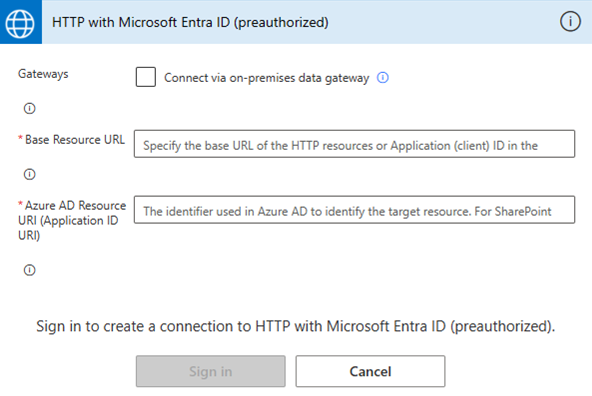 HTTP with Microsoft Entra ID (preauthorized)
Gateways
Connect via on-premises data gateway
* Base Resource URL
Specify the base URL of the HTTP resources or Application (client) ID in the
* Azure AD Resource
URI (Application ID
URI)
The identifier used in Azure AD to identify the target resource. For SharePoint
Sign in to create a connection to HTTP with Microsoft Entra ID (preauthorized).
Sign in
Cancel